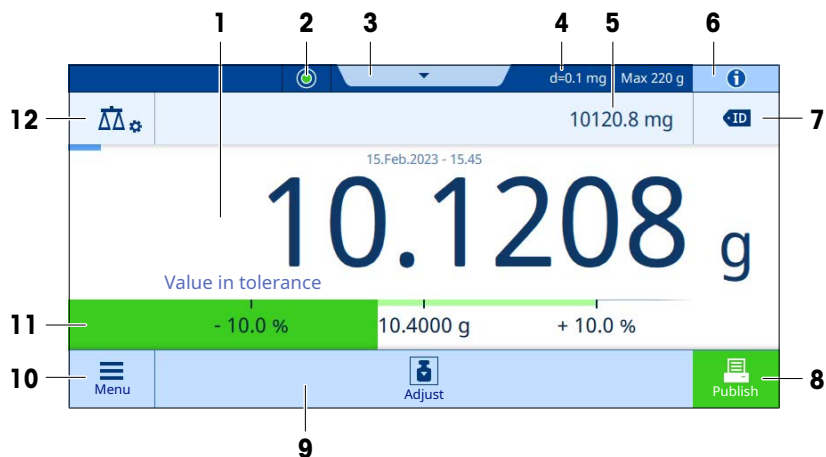 1 2 3 4 5 6
d=0.1 mg Max 220 g
12 10120.8 mg ID 7
15.Feb.2023 - 15.45
10.1208 g
Value in tolerance
11 - 10.0 % 10.4000 g + 10.0 %
10 Menu Adjust Publish 8
9